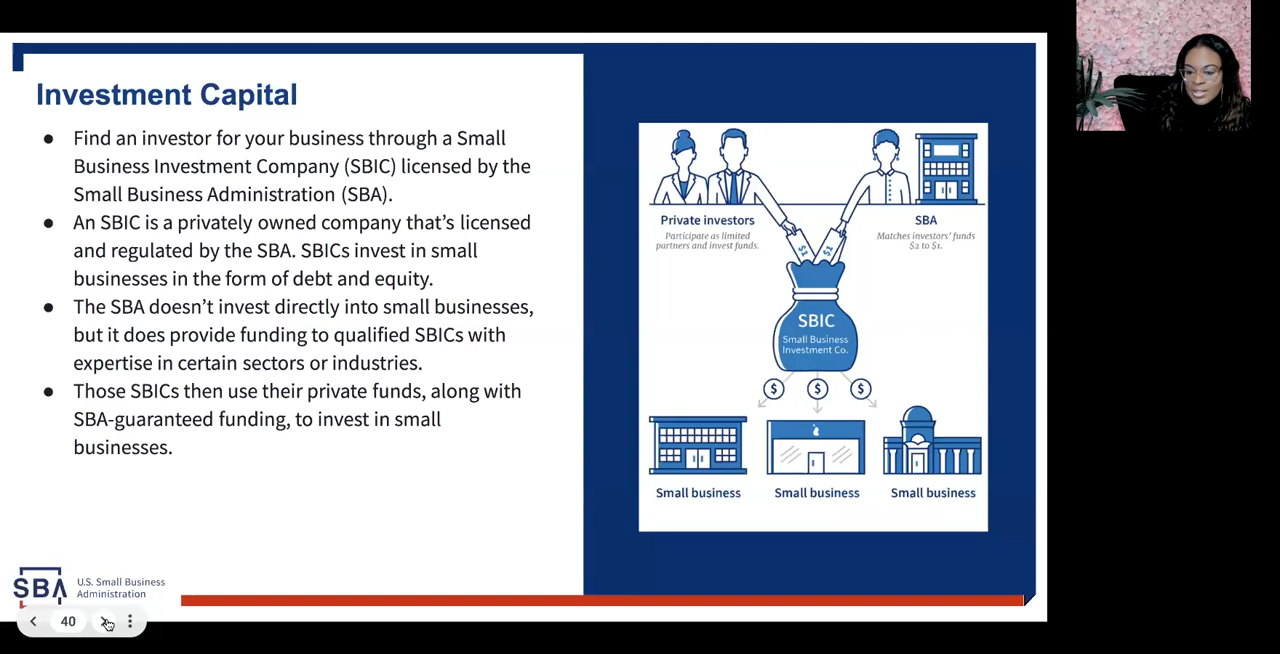 Investment Capital
● Find an investor for your business through a Small
Business Investment Company (SBIC) licensed by the
Small Business Administration (SBA).
● An SBIC is a privately owned company that’s licensed
and regulated by the SBA. SBICs invest in small
businesses in the form of debt and equity.
● The SBA doesn’t invest directly into small businesses,
but it does provide funding to qualified SBICs with
expertise in certain sectors or industries.
● Those SBICs then use their private funds, along with
SBA-guaranteed funding, to invest in small
businesses.
Private investors
Participate as limited
partners and invest funds.
SBA
Matches investors’ funds
$2 to $1.
$1
$1
SBIC
Small Business
Investment Co.
$ $ $
Small business
Small business
Small business
SBA
U.S. Small Business
Administration
40